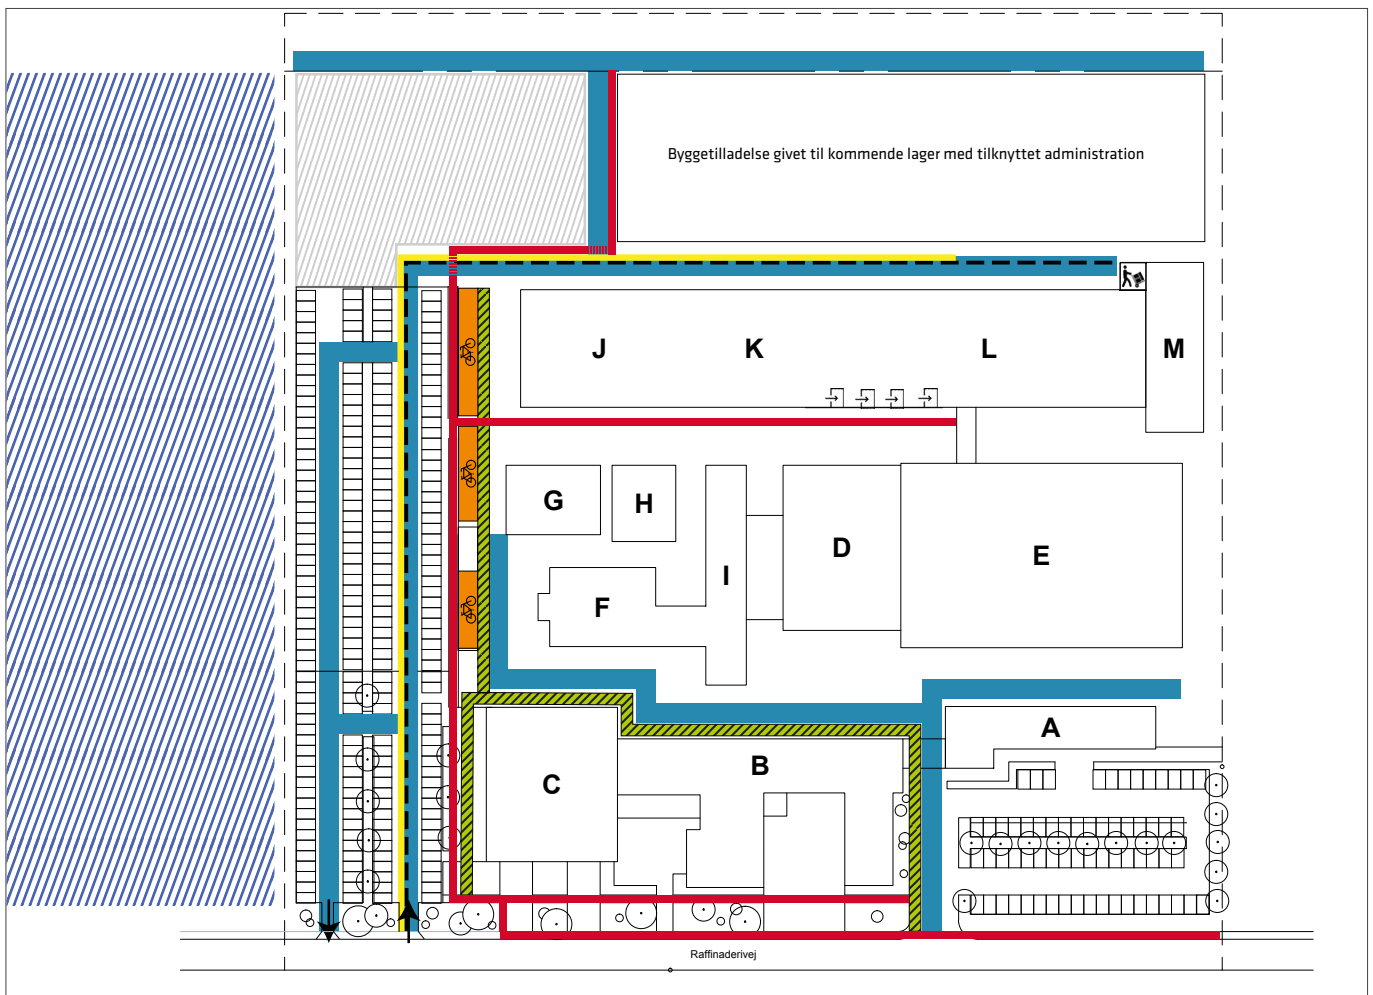 Byggetilladelse givet til kommende lager med tilknyttet administration
J K L M
G H I D E
F
A
B
C
Raffinaderivej